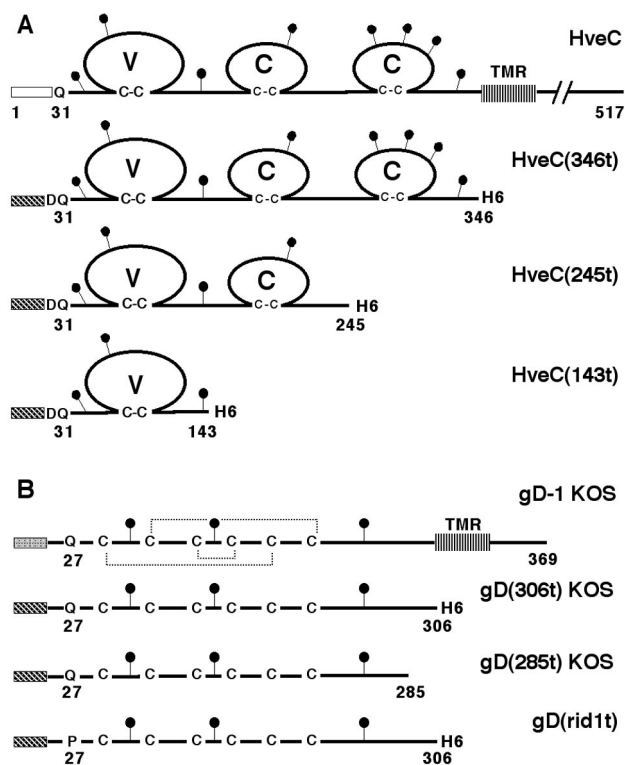 A
HveC
V C C
TMR
Q C-C C-C C-C
1 31 517
HveC(346t)
V C C
DQ C-C C-C C-C H6
31 346
HveC(245t)
V C
DQ C-C C-C H6
31 245
HveC(143t)
V
DQ C-C H6
31 143
B
gD-1 KOS
TMR
Q C C C C C C
27 369
gD(306t) KOS
Q C C C C C C H6
27 306
gD(285t) KOS
Q C C C C C C
27 285
gD(rid1t)
P C C C C C C H6
27 306